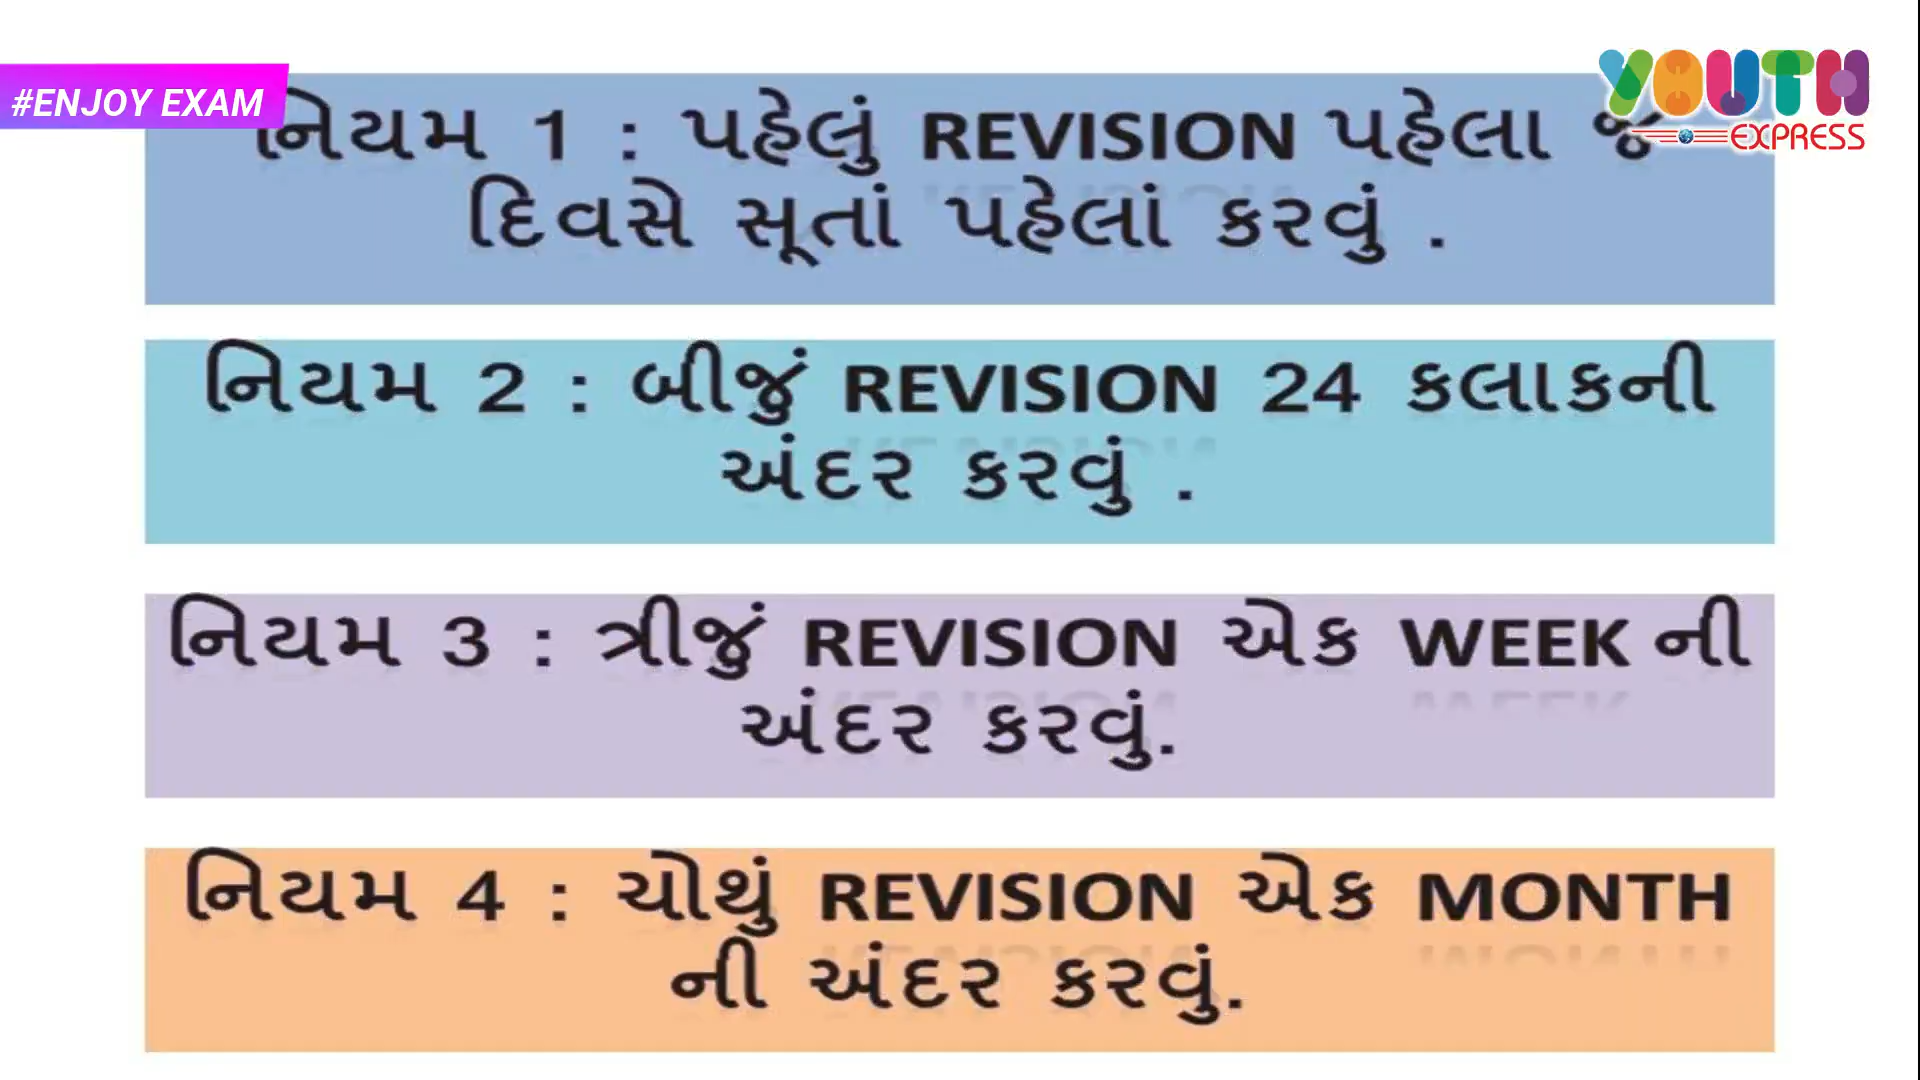 #ENJOY EXAM
YOUTH
EXPRESS
નિયમ 1 : પહેલું REVISION પહેલા જ
દિવસે સૂતાં પહેલાં કરવું .
નિયમ 2 : બીજું REVISION 24 કલાકની
અંદર કરવું .
નિયમ 3 : ત્રીજું REVISION એક WEEK ની
અંદર કરવું.
નિયમ 4 : ચોથું REVISION એક MONTH
ની અંદર કરવું.